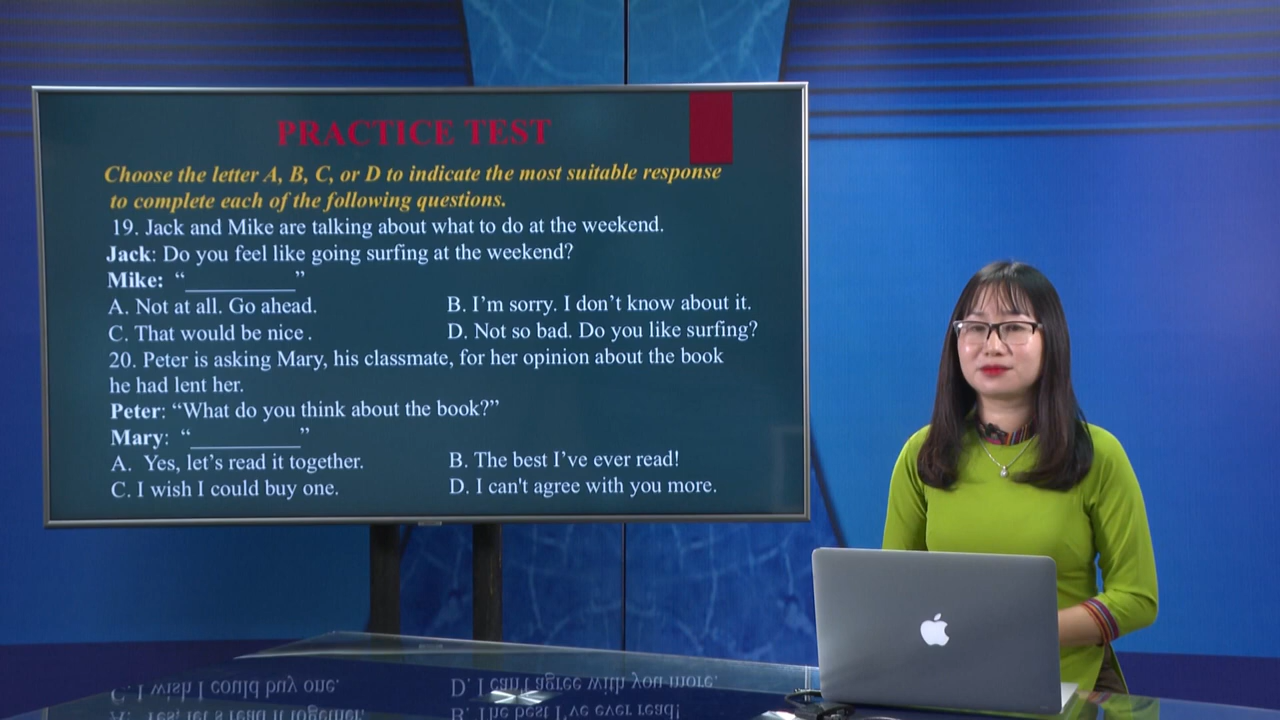 PRACTICE TEST
Choose the letter A, B, C, or D to indicate the most suitable response
to complete each of the following questions.
19. Jack and Mike are talking about what to do at the weekend.
Jack: Do you feel like going surfing at the weekend?
Mike: “__________”
A. Not at all. Go ahead. B. I’m sorry. I don’t know about it.
C. That would be nice . D. Not so bad. Do you like surfing?
20. Peter is asking Mary, his classmate, for her opinion about the book
he had lent her.
Peter: “What do you think about the book?”
Mary: “__________”
A. Yes, let’s read it together. B. The best I’ve ever read!
C. I wish I could buy one. D. I can't agree with you more.